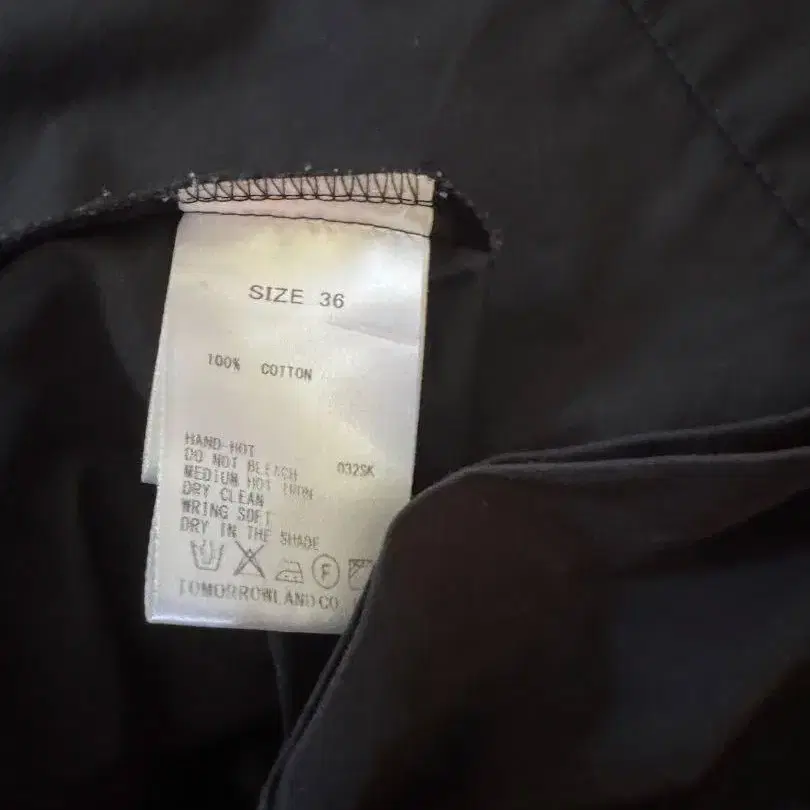 SIZE 36
100% COTTON
HAND-HOT
DO NOT BLEACH 032SK
MEDIUM HOT IRON
DRY CLEAN
WRING SOFT
DRY IN THE SHADE
F
TOMORROWLAND CO